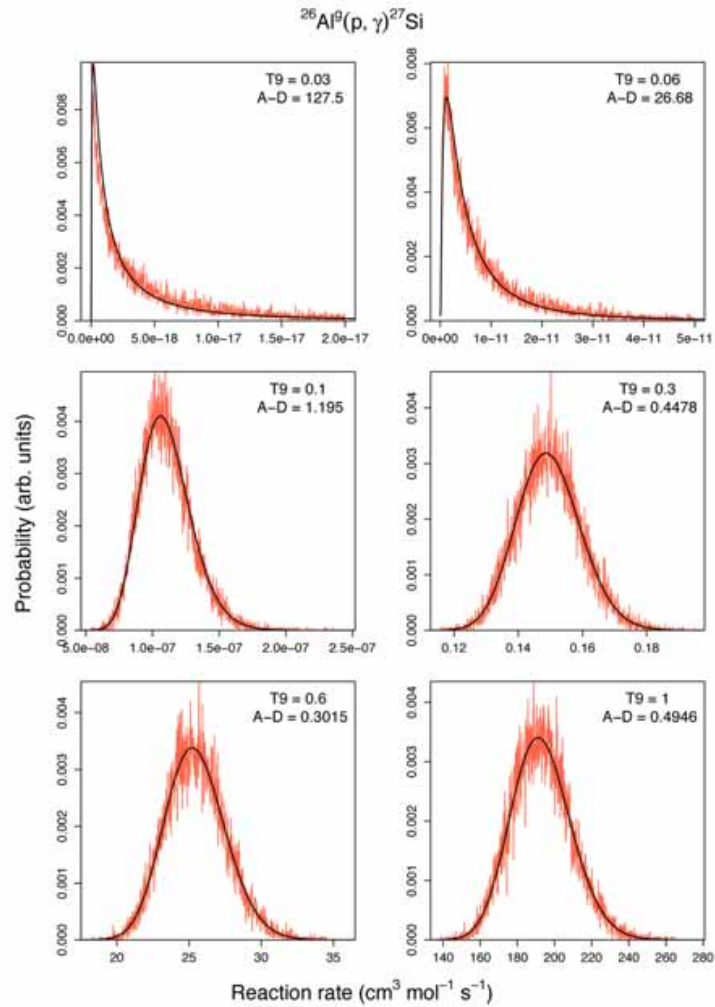 ²⁶Alᵍ(p, γ)²⁷Si
T9 = 0.03
A−D = 127.5
0.000 0.002 0.004 0.006 0.008
0.0e+00 5.0e−18 1.0e−17 1.5e−17 2.0e−17
T9 = 0.06
A−D = 26.68
0.000 0.002 0.004 0.006 0.008
0e+00 1e−11 2e−11 3e−11 4e−11 5e−11
T9 = 0.1
A−D = 1.195
0.000 0.001 0.002 0.003 0.004
5.0e−08 1.0e−07 1.5e−07 2.0e−07 2.5e−07
T9 = 0.3
A−D = 0.4478
0.000 0.001 0.002 0.003 0.004
0.12 0.14 0.16 0.18
T9 = 0.6
A−D = 0.3015
0.000 0.001 0.002 0.003 0.004
20 25 30 35
T9 = 1
A−D = 0.4946
0.000 0.001 0.002 0.003 0.004
140 160 180 200 220 240 260 280
Probability (arb. units)
Reaction rate (cm³ mol⁻¹ s⁻¹)